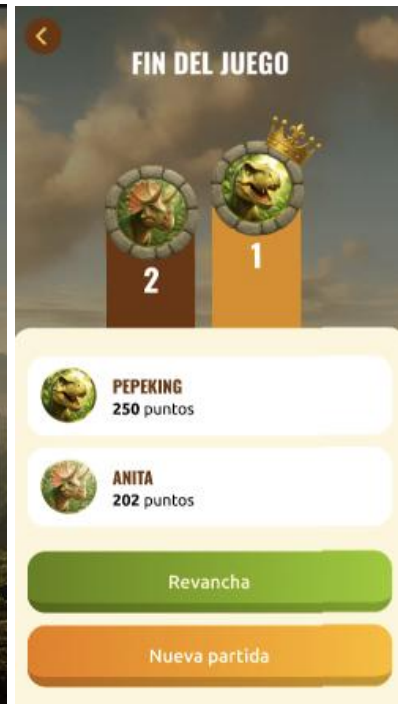 FIN DEL JUEGO
1
2
PEPEKING
250 puntos
ANITA
202 puntos
Revancha
Nueva partida